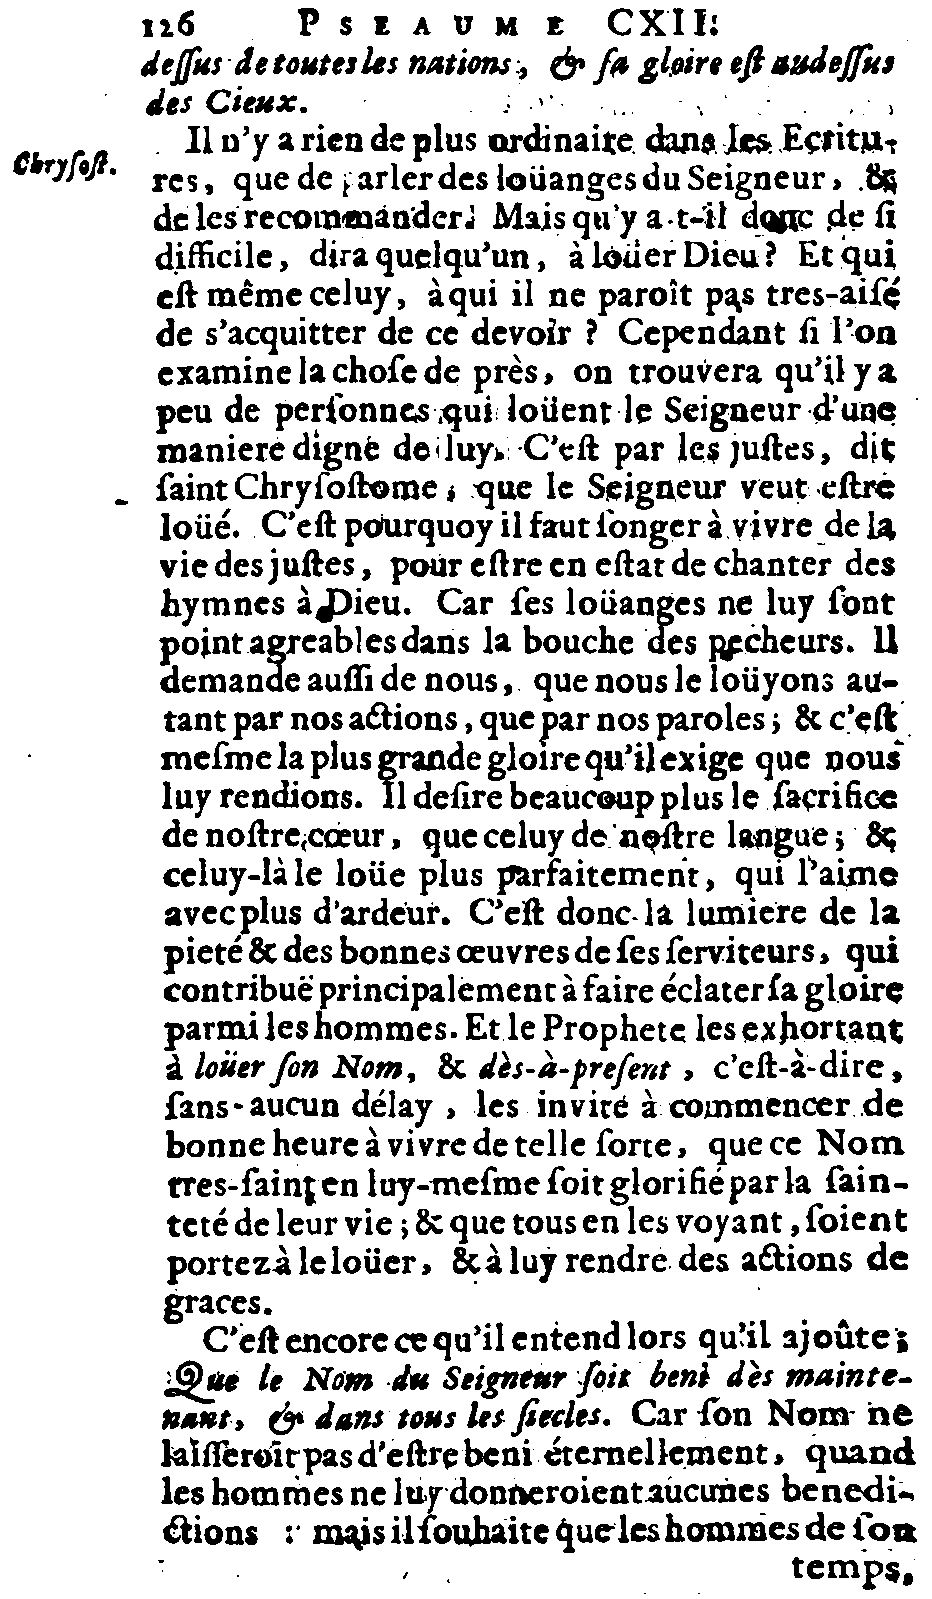 126 PSEAUME CXII.
deſſus de toutes les nations, & ſa gloire eſt audeſſus
des Cieux.
Chryſoſt.
Il n'y a rien de plus ordinaire dans les Ecritu-
res, que de parler des loüanges du Seigneur, &
de les recommander. Mais qu'y a-t-il donc de ſi
difficile, dira quelqu'un, à loüer Dieu? Et qui
eſt même celuy, à qui il ne paroît pas tres-aiſé
de s'acquitter de ce devoir? Cependant ſi l'on
examine la choſe de près, on trouvera qu'il y a
peu de perſonnes qui loüent le Seigneur d'une
maniere digne de luy. C'eſt par les juſtes, dit
ſaint Chryſoſtome, que le Seigneur veut eſtre
loüé. C'eſt pourquoy il faut ſonger à vivre de la
vie des juſtes, pour eſtre en eſtat de chanter des
hymnes à Dieu. Car ſes loüanges ne luy ſont
point agreables dans la bouche des pecheurs. Il
demande auſſi de nous, que nous le loüyons au-
tant par nos actions, que par nos paroles; & c'eſt
meſme la plus grande gloire qu'il exige que nous
luy rendions. Il deſire beaucoup plus le ſacrifice
de noſtre cœur, que celuy de noſtre langue; &
celuy-là le loüe plus parfaitement, qui l'aime
avec plus d'ardeur. C'eſt donc la lumiere de la
pieté & des bonnes œuvres de ſes ſerviteurs, qui
contribuë principalement à faire éclater ſa gloire
parmi les hommes. Et le Prophete les exhortant
à loüer ſon Nom, & dès-à-preſent, c'eſt-à-dire,
ſans aucun délay, les invite à commencer de
bonne heure à vivre de telle ſorte, que ce Nom
tres-ſaint en luy-meſme ſoit glorifié par la ſain-
teté de leur vie; & que tous en les voyant, ſoient
portez à le loüer, & à luy rendre des actions de
graces.
C'eſt encore ce qu'il entend lors qu'il ajoûte;
Que le Nom du Seigneur ſoit beni dès mainte-
nant, & dans tous les ſiecles. Car ſon Nom ne
laiſſeroit pas d'eſtre beni éternellement, quand
les hommes ne luy donneroient aucunes benedi-
ctions : mais il ſouhaite que les hommes de ſon
temps,